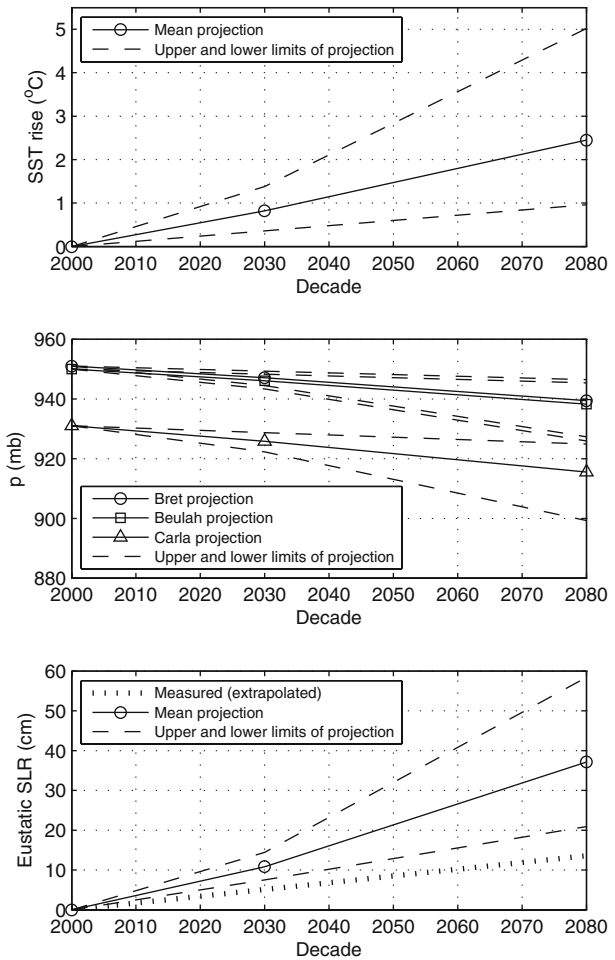 5
4
3
2
1
0
SST rise (°C)
Mean projection
Upper and lower limits of projection
2000 2010 2020 2030 2040 2050 2060 2070 2080
Decade
960
940
920
900
880
p (mb)
Bret projection
Beulah projection
Carla projection
Upper and lower limits of projection
2000 2010 2020 2030 2040 2050 2060 2070 2080
Decade
60
50
40
30
20
10
0
Eustatic SLR (cm)
Measured (extrapolated)
Mean projection
Upper and lower limits of projection
2000 2010 2020 2030 2040 2050 2060 2070 2080
Decade